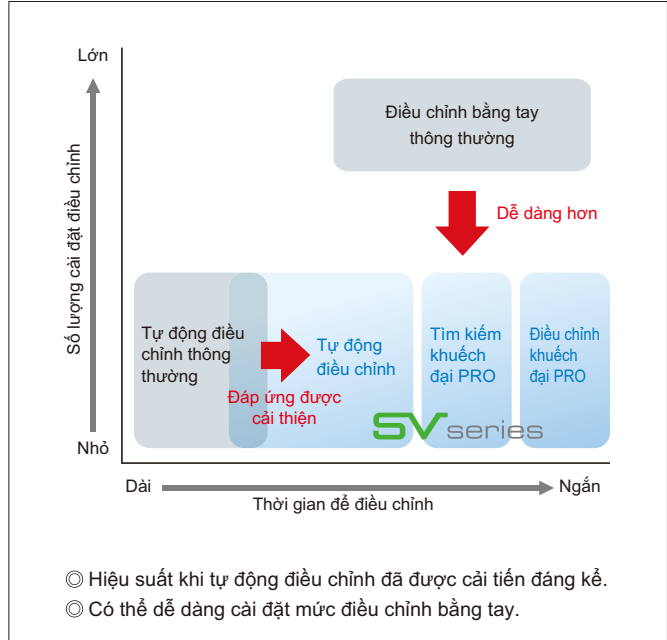 Lớn
Số lượng cài đặt điều chỉnh
Điều chỉnh bằng tay
thông thường
Dễ dàng hơn
Tự động điều
chỉnh thông
thường
Tự động
điều chỉnh
Tìm kiếm
khuếch
đại PRO
Điều chỉnh
khuếch
đại PRO
Đáp ứng được
cải thiện
SV series
Nhỏ
Dài
Ngắn
Thời gian để điều chỉnh
◎ Hiệu suất khi tự động điều chỉnh đã được cải tiến đáng kể.
◎ Có thể dễ dàng cài đặt mức điều chỉnh bằng tay.